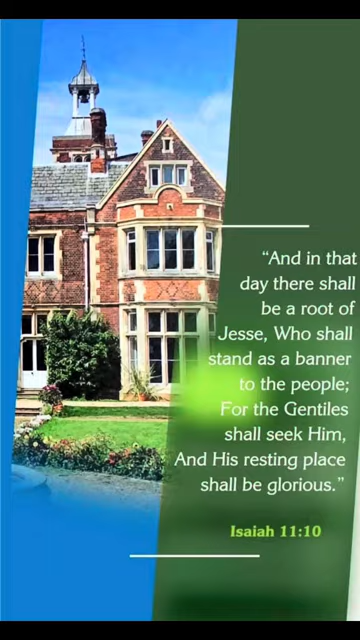 “And in that
day there shall
be a root of
Jesse, Who shall
stand as a banner
to the people;
For the Gentiles
shall seek Him,
And His resting place
shall be glorious.”
Isaiah 11:10